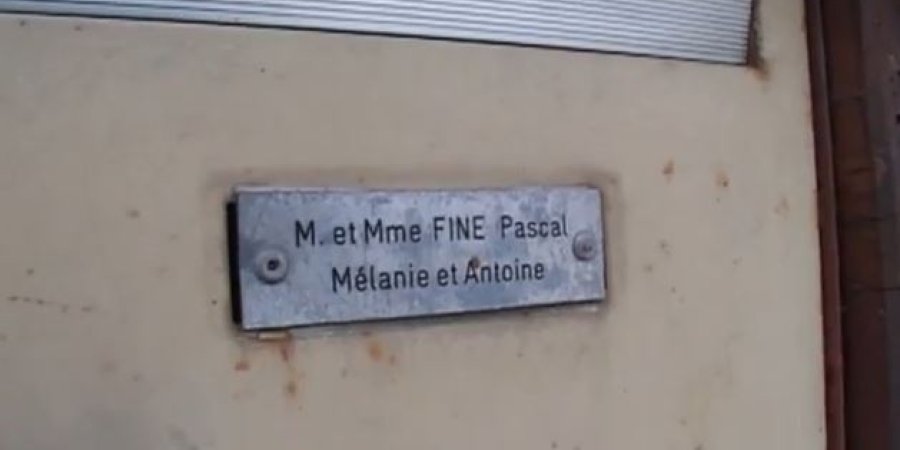 M. et Mme FINE Pascal
Mélanie et Antoine